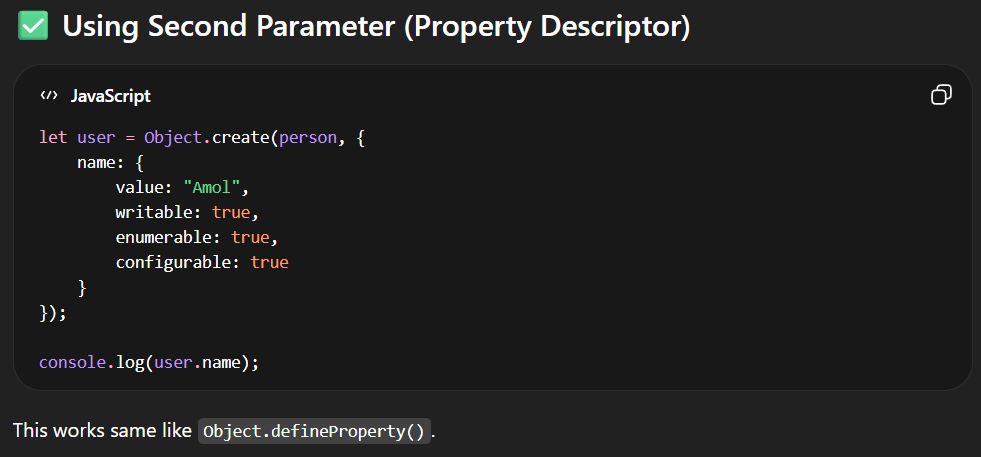 ✅ Using Second Parameter (Property Descriptor)
</> JavaScript
let user = Object.create(person, {
    name: {
        value: "Amol",
        writable: true,
        enumerable: true,
        configurable: true
    }
});

console.log(user.name);
This works same like Object.defineProperty().